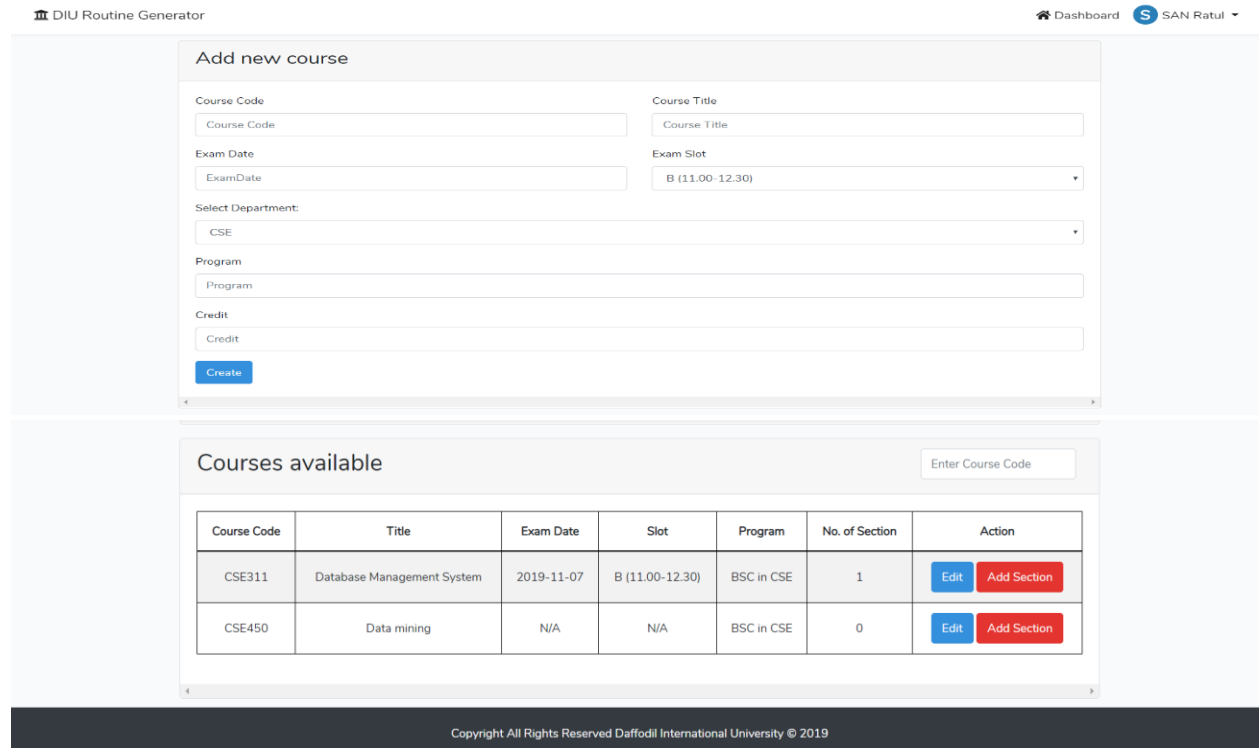 DIU Routine Generator Dashboard S SAN Ratul
Add new course
Course Code Course Title
Course Code Course Title
Exam Date Exam Slot
ExamDate B (11.00-12.30)
Select Department:
CSE
Program
Program
Credit
Credit
Create
Courses available Enter Course Code
Course Code Title Exam Date Slot Program No. of Section Action
CSE311 Database Management System 2019-11-07 B (11.00-12.30) BSC in CSE 1 Edit Add Section
CSE450 Data mining N/A N/A BSC in CSE 0 Edit Add Section
Copyright All Rights Reserved Daffodil International University © 2019